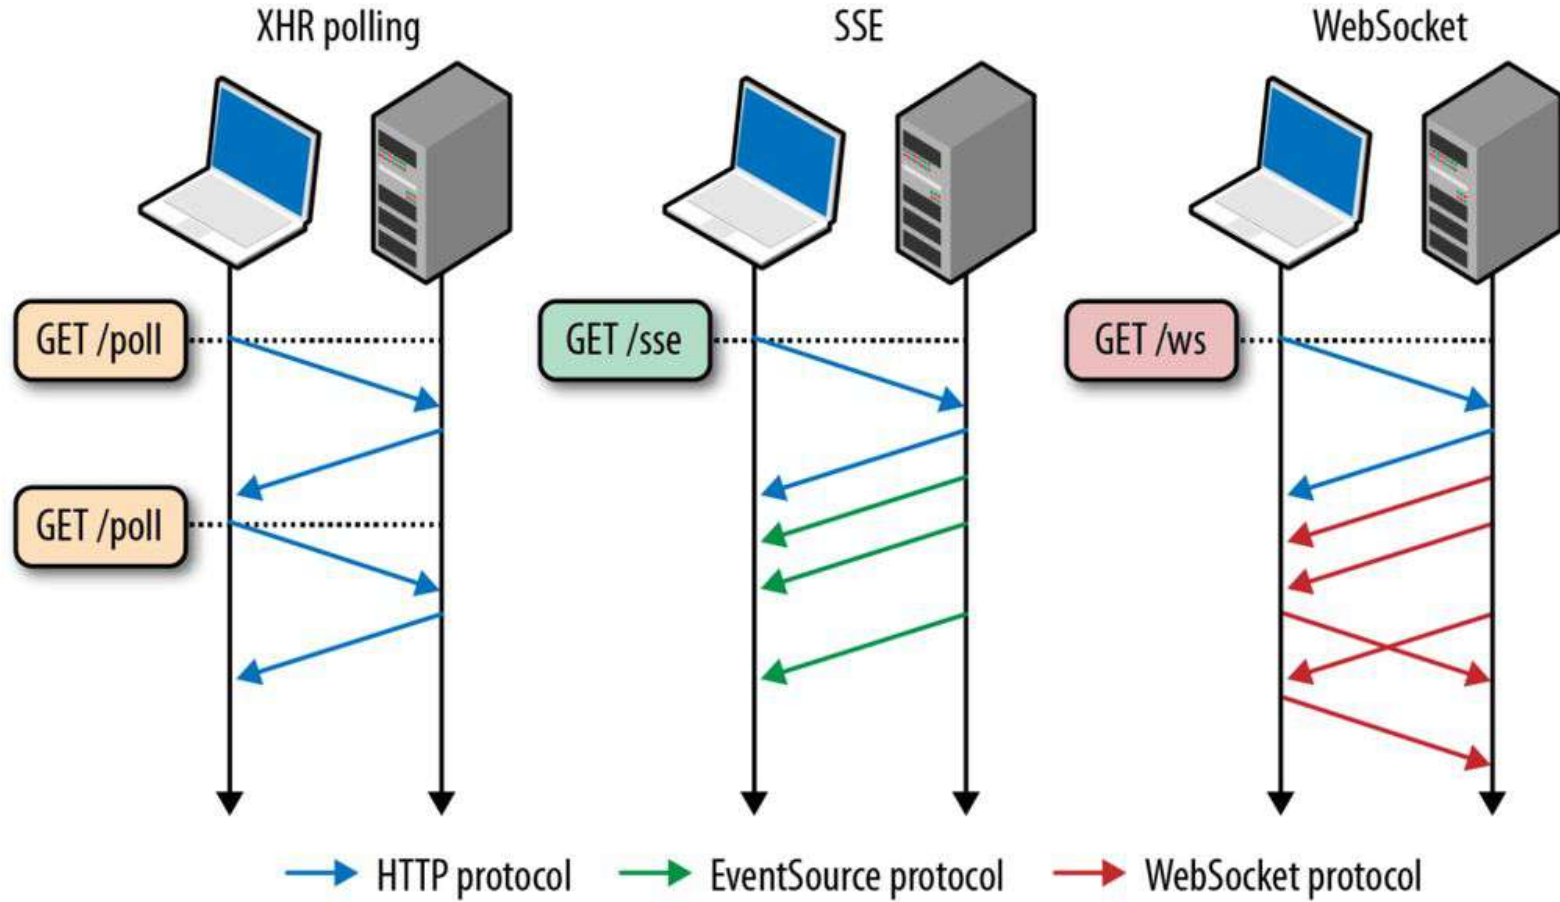 XHR polling
SSE
WebSocket
GET /poll
GET /sse
GET /ws
GET /poll
HTTP protocol
EventSource protocol
WebSocket protocol